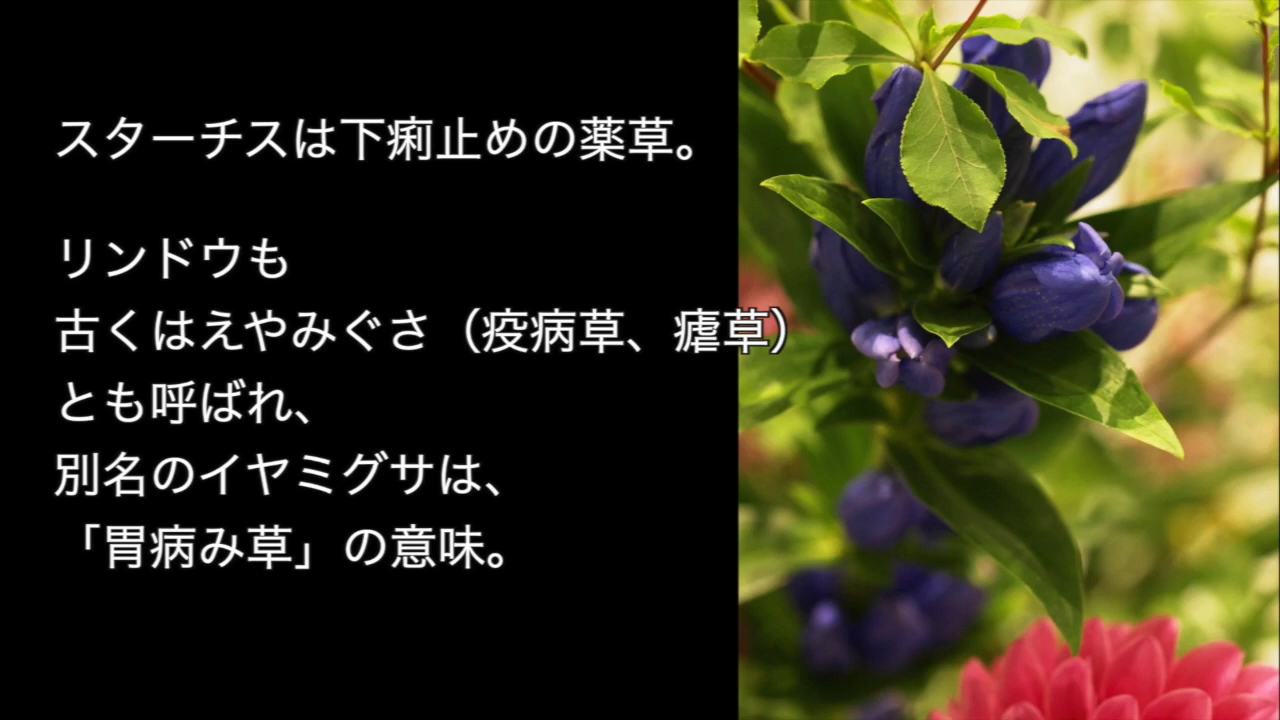 スターチスは下痢止めの薬草。
リンドウも
古くはえやみぐさ（疫病草、瘧草）
とも呼ばれ、
別名のイヤミグサは、
「胃病み草」の意味。